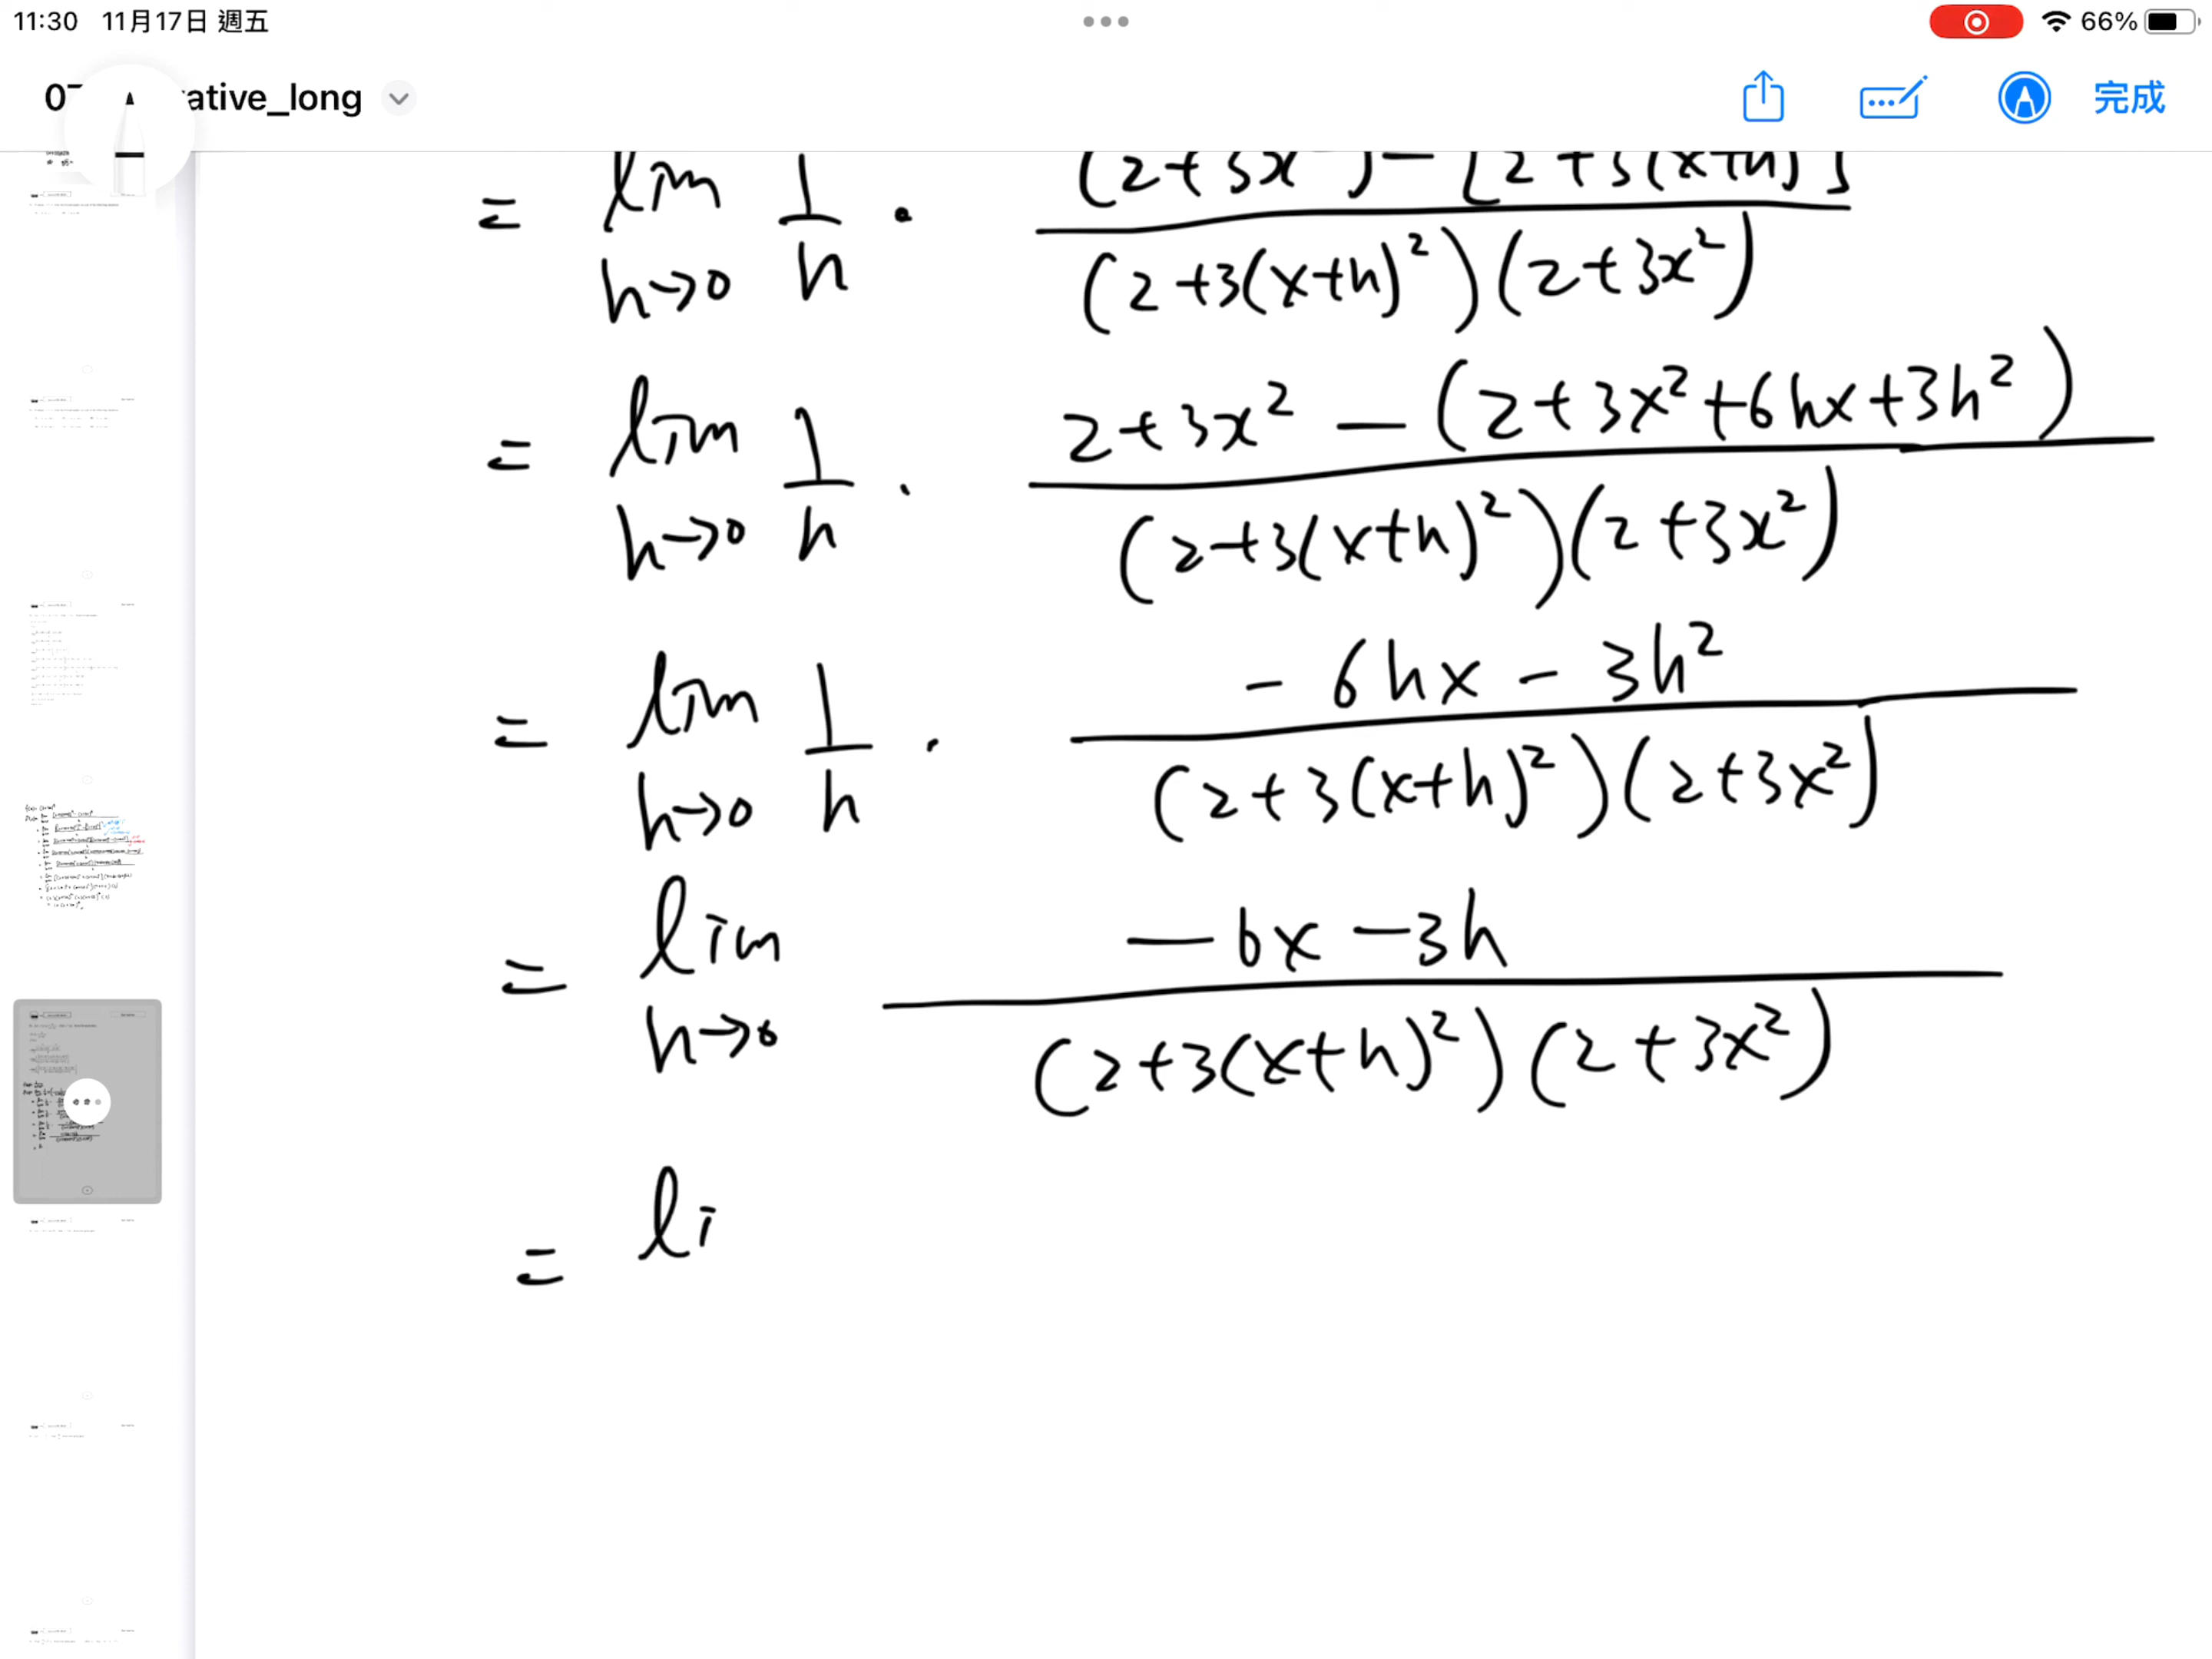 11:30 11月17日 週五
66%
ative_long
完成
= lim 1/h · (2+3x²) - [2+3(x+h)²]
h→0 (2+3(x+h)²)(2+3x²)
= lim 1/h · 2+3x² - (2+3x²+6hx+3h²)
h→0 (2+3(x+h)²)(2+3x²)
= lim 1/h · -6hx - 3h²
h→0 (2+3(x+h)²)(2+3x²)
= lim -6x - 3h
h→0 (2+3(x+h)²)(2+3x²)
= li